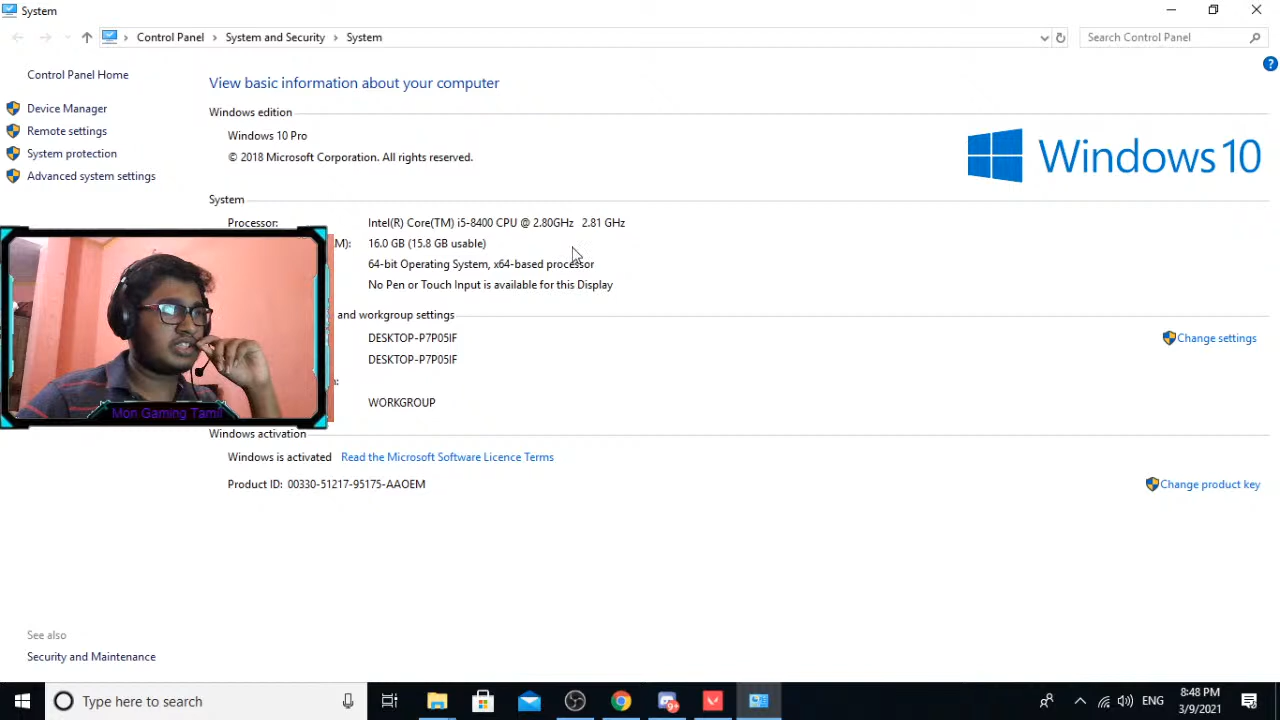 System
Control Panel › System and Security › System
Search Control Panel
Control Panel Home
Device Manager
Remote settings
System protection
Advanced system settings
View basic information about your computer
Windows edition
Windows 10 Pro
© 2018 Microsoft Corporation. All rights reserved.
Windows 10
System
Processor: Intel(R) Core(TM) i5-8400 CPU @ 2.80GHz 2.81 GHz
M): 16.0 GB (15.8 GB usable)
64-bit Operating System, x64-based processor
No Pen or Touch Input is available for this Display
and workgroup settings
DESKTOP-P7P05IF
Change settings
DESKTOP-P7P05IF
WORKGROUP
Mon Gaming Tamil
Windows activation
Windows is activated Read the Microsoft Software Licence Terms
Product ID: 00330-51217-95175-AAOEM
Change product key
See also
Security and Maintenance
Type here to search
ENG
8:48 PM
3/9/2021